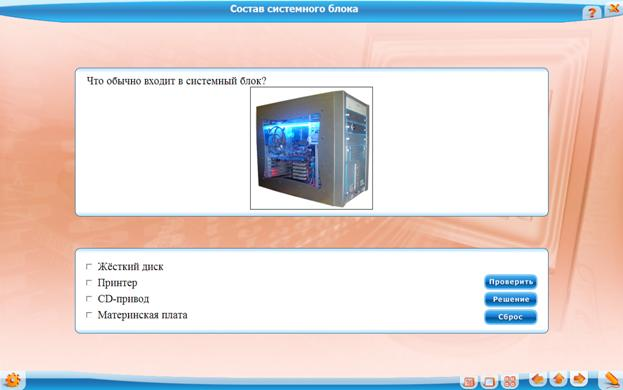 Состав системного блока
?
Что обычно входит в системный блок?
Жёсткий диск
Принтер
CD-привод
Материнская плата
Проверить
Решение
Сброс